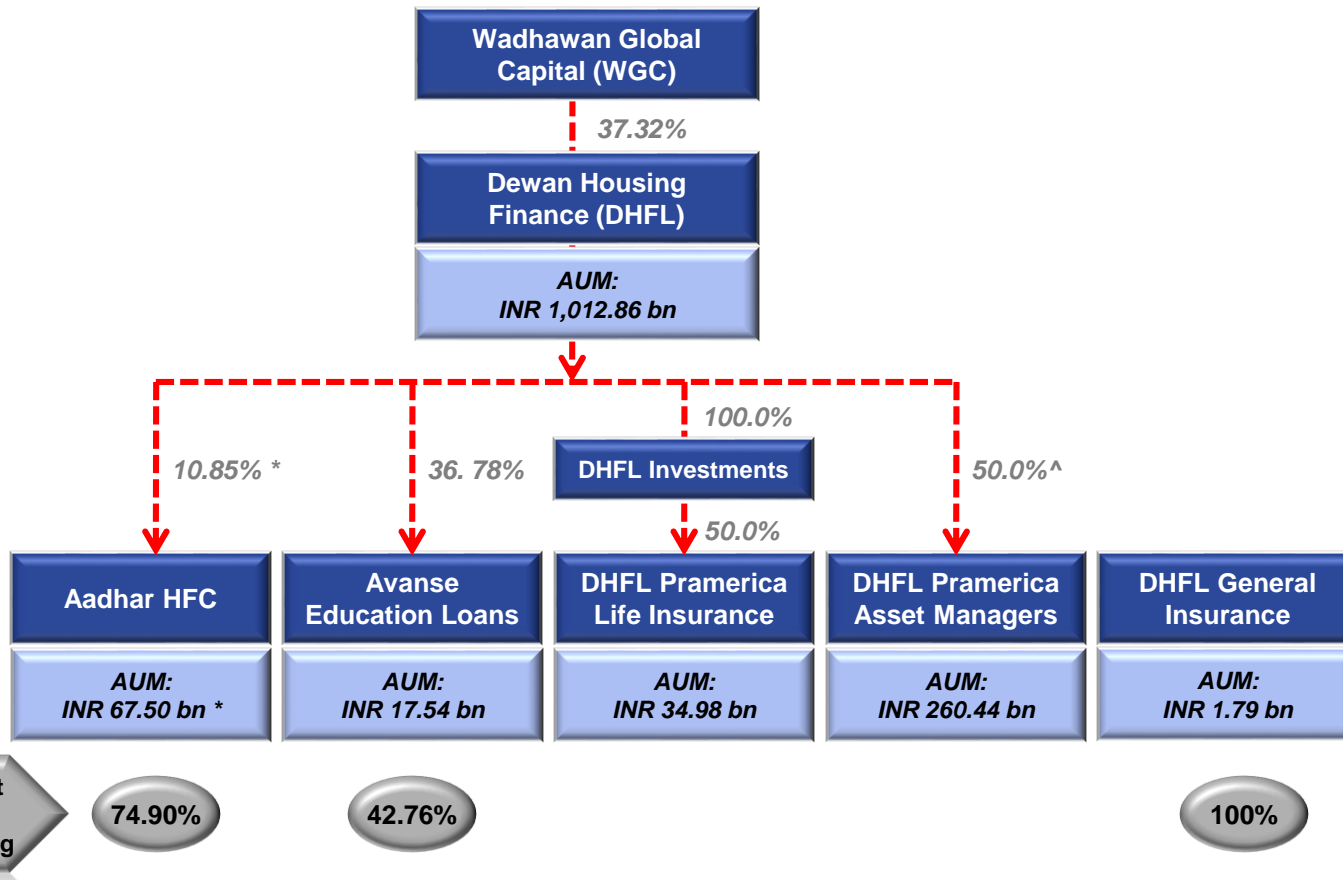 Wadhawan Global
Capital (WGC)
37.32%
Dewan Housing
Finance (DHFL)
AUM:
INR 1,012.86 bn
100.0%
10.85% *
36. 78%
DHFL Investments
50.0%^
50.0%
Aadhar HFC
Avanse
Education Loans
DHFL Pramerica
Life Insurance
DHFL Pramerica
Asset Managers
DHFL General
Insurance
AUM:
INR 67.50 bn *
AUM:
INR 17.54 bn
AUM:
INR 34.98 bn
AUM:
INR 260.44 bn
AUM:
INR 1.79 bn
74.90%
42.76%
100%